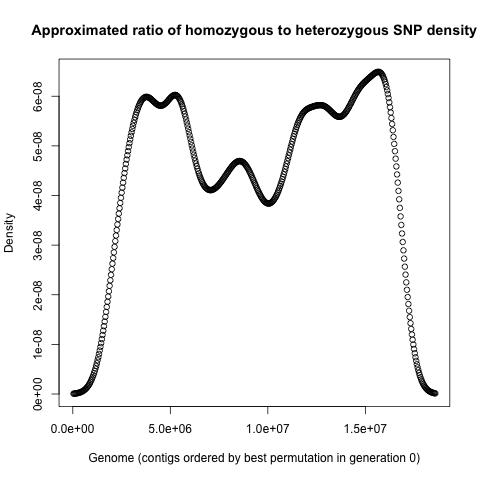 Approximated ratio of homozygous to heterozygous SNP density
6e-08
5e-08
4e-08
3e-08
2e-08
1e-08
0e+00
Density
0.0e+00
5.0e+06
1.0e+07
1.5e+07
Genome (contigs ordered by best permutation in generation 0)